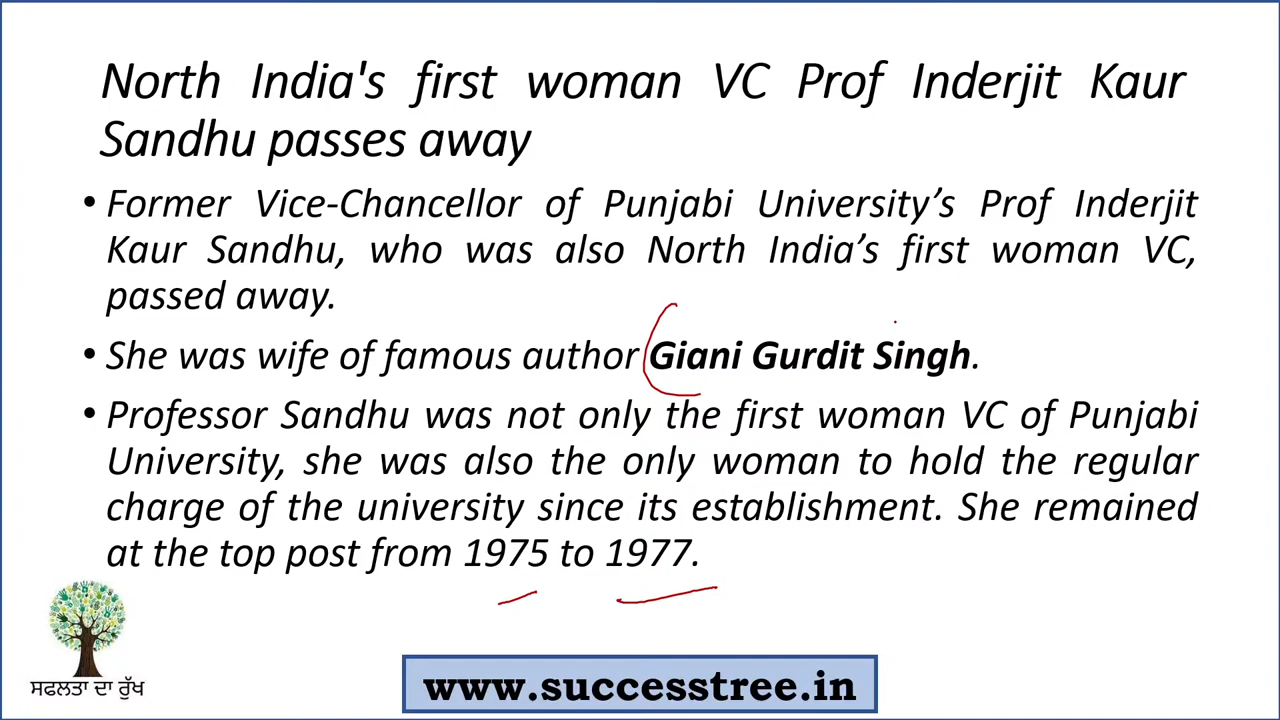 North India's first woman VC Prof Inderjit Kaur
Sandhu passes away
• Former Vice-Chancellor of Punjabi University’s Prof Inderjit
Kaur Sandhu, who was also North India’s first woman VC,
passed away.
• She was wife of famous author Giani Gurdit Singh.
• Professor Sandhu was not only the first woman VC of Punjabi
University, she was also the only woman to hold the regular
charge of the university since its establishment. She remained
at the top post from 1975 to 1977.
ਸਫਲਤਾ ਦਾ ਰੁੱਖ
www.successtree.in